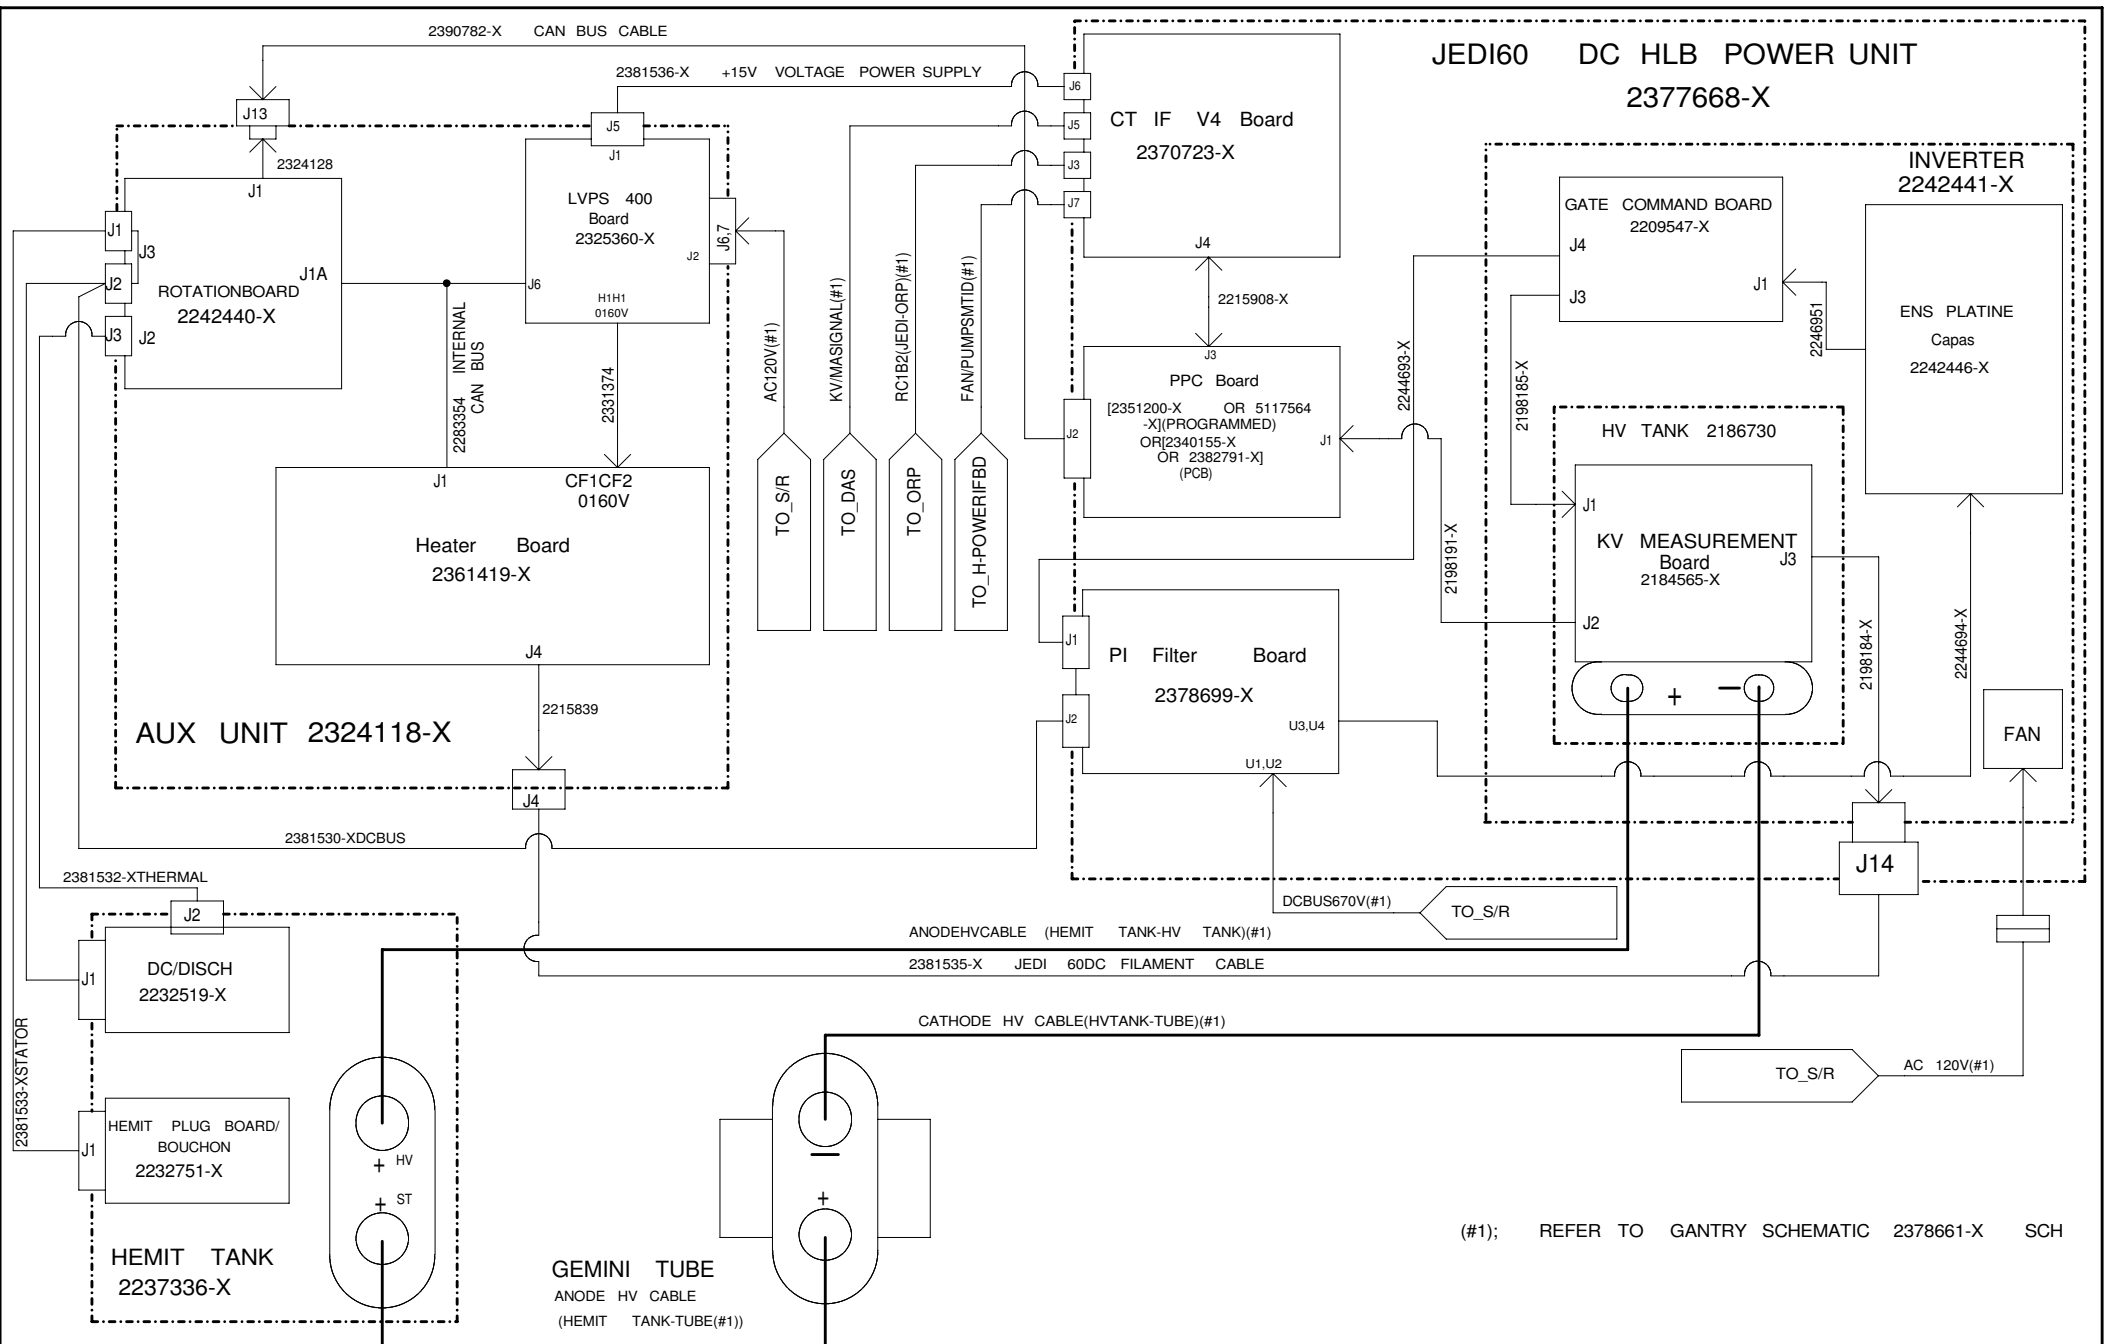 2390782-X CAN BUS CABLE
2381536-X +15V VOLTAGE POWER SUPPLY
JEDI60 DC HLB POWER UNIT
2377668-X
J13
2324128
J1
J1
J3
J2
J3
J2
J1A
ROTATIONBOARD
2242440-X
J5
J1
LVPS 400
Board
2325360-X
J2
J6,7
J6
H1H1
0160V
2283354 INTERNAL
CAN BUS
2331374
J1
CF1CF2
0160V
Heater Board
2361419-X
J4
2215839
AUX UNIT 2324118-X
J4
AC120V(#1)
TO_S/R
KV/MASIGNAL(#1)
TO_DAS
RC1B2(JEDI-ORP)(#1)
TO_ORP
FAN/PUMPSMTID(#1)
TO_H-POWERIFBD
J6
J5
J3
J7
CT IF V4 Board
2370723-X
J4
2215908-X
J3
PPC Board
[2351200-X OR 5117564
-X](PROGRAMMED)
OR[2340155-X
OR 2382791-X]
(PCB)
J2
J1
2244693-X
2198191-X
J1
J2
PI Filter Board
2378699-X
U3,U4
U1,U2
INVERTER
2242441-X
GATE COMMAND BOARD
2209547-X
J4
J3
J1
2246951
2198185-X
ENS PLATINE
Capas
2242446-X
HV TANK 2186730
J1
KV MEASUREMENT
Board
2184565-X
J3
J2
+ −
2198184-X
2244694-X
FAN
J14
2381530-XDCBUS
2381532-XTHERMAL
DCBUS670V(#1)
TO_S/R
ANODEHVCABLE (HEMIT TANK-HV TANK)(#1)
2381535-X JEDI 60DC FILAMENT CABLE
CATHODE HV CABLE(HVTANK-TUBE)(#1)
TO_S/R
AC 120V(#1)
J2
J1
DC/DISCH
2232519-X
2381533-XSTATOR
J1
HEMIT PLUG BOARD/
BOUCHON
2232751-X
+ HV
+ ST
HEMIT TANK
2237336-X
−
+
GEMINI TUBE
ANODE HV CABLE
(HEMIT TANK-TUBE(#1))
(#1); REFER TO GANTRY SCHEMATIC 2378661-X SCH